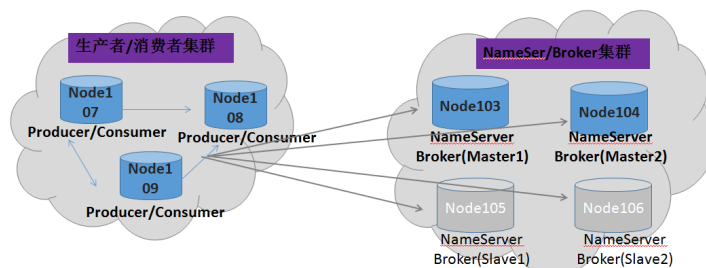 生产者/消费者集群
Node1
07
Producer/Consumer
Node1
08
Producer/Consumer
Node1
09
Producer/Consumer
NameSer/Broker集群
Node103
NameServer
Broker(Master1)
Node104
NameServer
Broker(Master2)
Node105
NameServer
Broker(Slave1)
Node106
NameServer
Broker(Slave2)